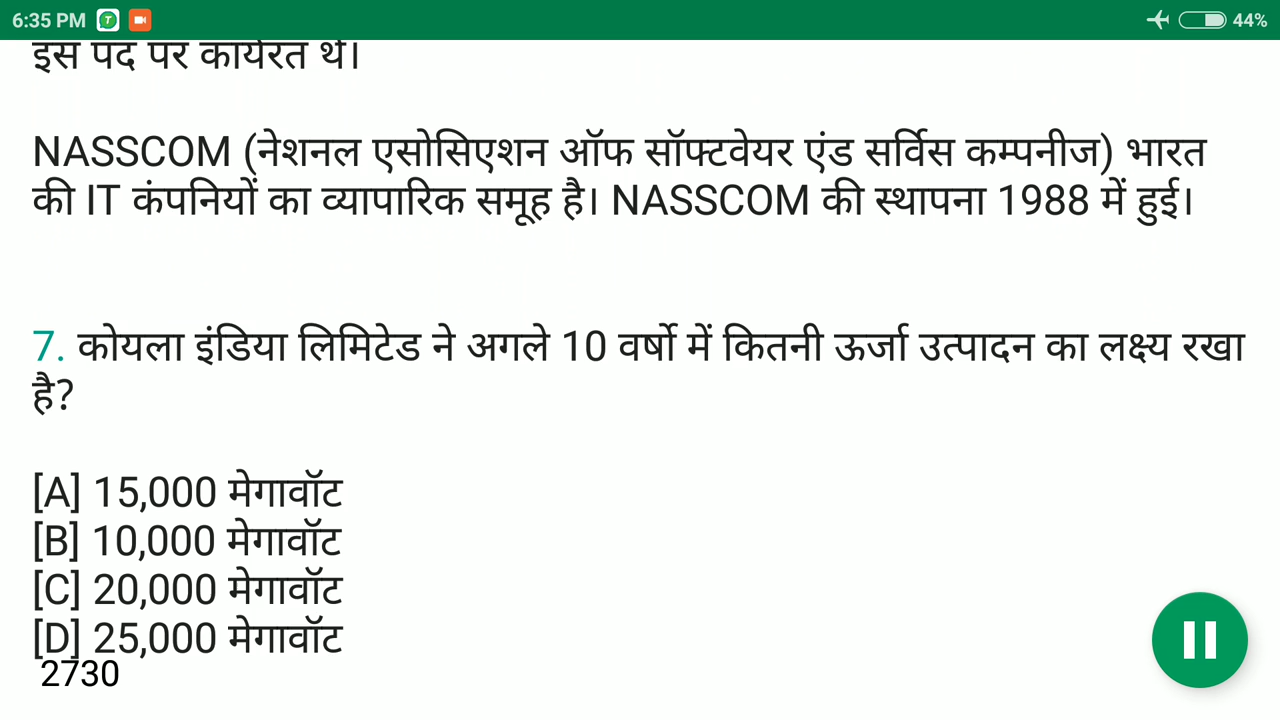 6:35 PM
44%
इस पद पर कार्यरत थे।
NASSCOM (नेशनल एसोसिएशन ऑफ सॉफ्टवेयर एंड सर्विस कम्पनीज) भारत
की IT कंपनियों का व्यापारिक समूह है। NASSCOM की स्थापना 1988 में हुई।
7. कोयला इंडिया लिमिटेड ने अगले 10 वर्षो में कितनी ऊर्जा उत्पादन का लक्ष्य रखा
है?
[A] 15,000 मेगावॉट
[B] 10,000 मेगावॉट
[C] 20,000 मेगावॉट
[D] 25,000 मेगावॉट
2730